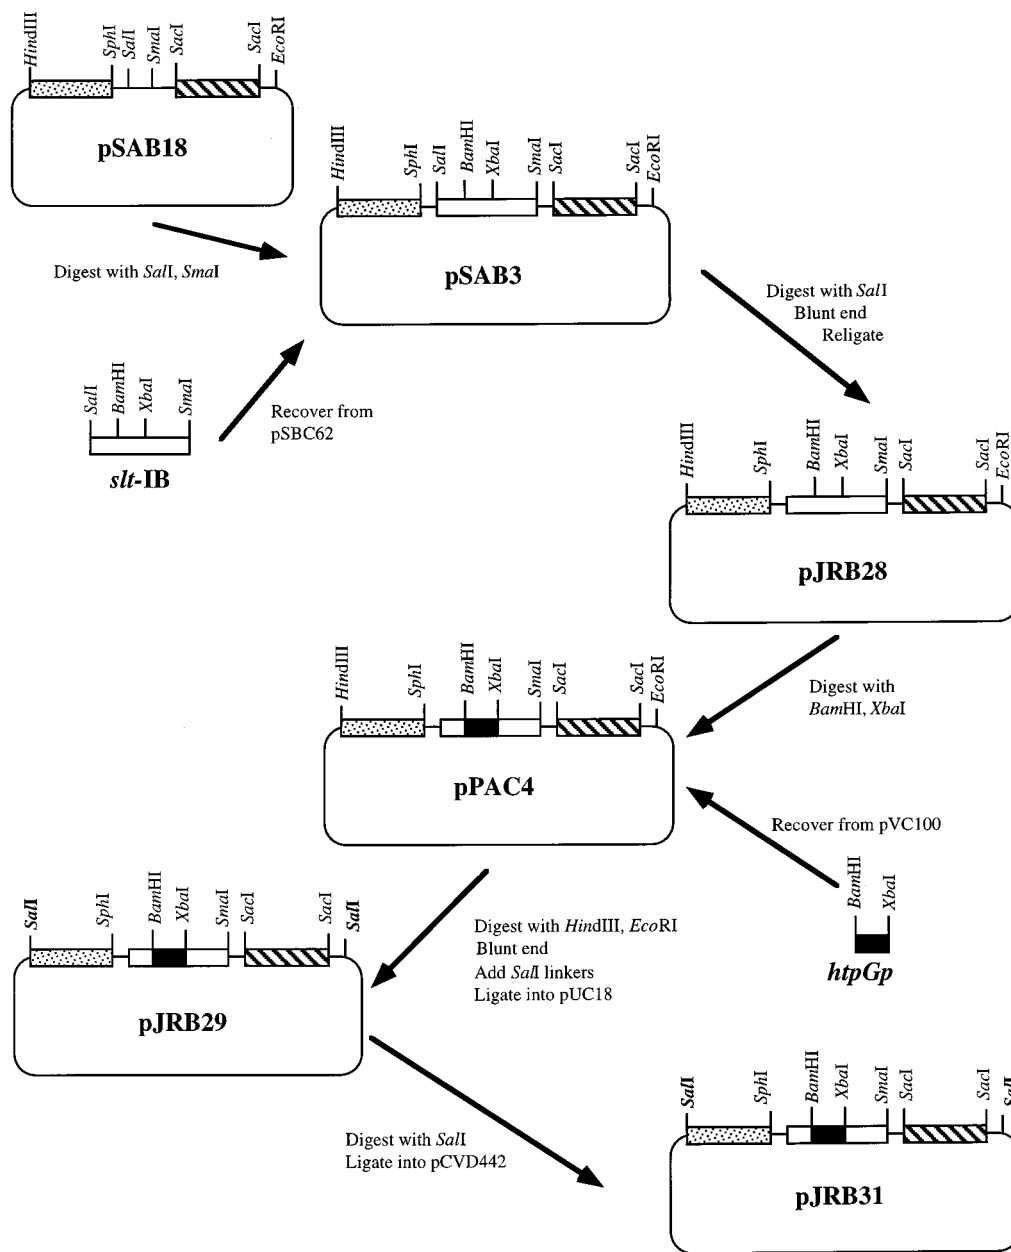 HindIII
SphI
SalI
SmaI
SacI
SacI
EcoRI
pSAB18
Digest with SalI, SmaI
HindIII
SphI
SalI
BamHI
XbaI
SmaI
SacI
SacI
EcoRI
pSAB3
Digest with SalI
Blunt end
Religate
SalI
BamHI
XbaI
SmaI
slt-IB
Recover from
pSBC62
HindIII
SphI
BamHI
XbaI
SmaI
SacI
SacI
EcoRI
pJRB28
Digest with
BamHI, XbaI
HindIII
SphI
BamHI
XbaI
SmaI
SacI
SacI
EcoRI
pPAC4
Recover from pVC100
BamHI
XbaI
htpGp
Digest with HindIII, EcoRI
Blunt end
Add SalI linkers
Ligate into pUC18
SalI
SphI
BamHI
XbaI
SmaI
SacI
SacI
SalI
pJRB29
Digest with SalI
Ligate into pCVD442
SalI
SphI
BamHI
XbaI
SmaI
SacI
SacI
SalI
pJRB31